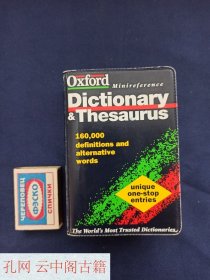 Oxford
Minireference
Dictionary
& Thesaurus
160,000
definitions and
alternative
words
unique
one-stop
entries
The World's Most Trusted Dictionaries
ЧЕРЕПОВЕЦ
ФЭСКО
СПИЧКИ
孔网 云中阁古籍